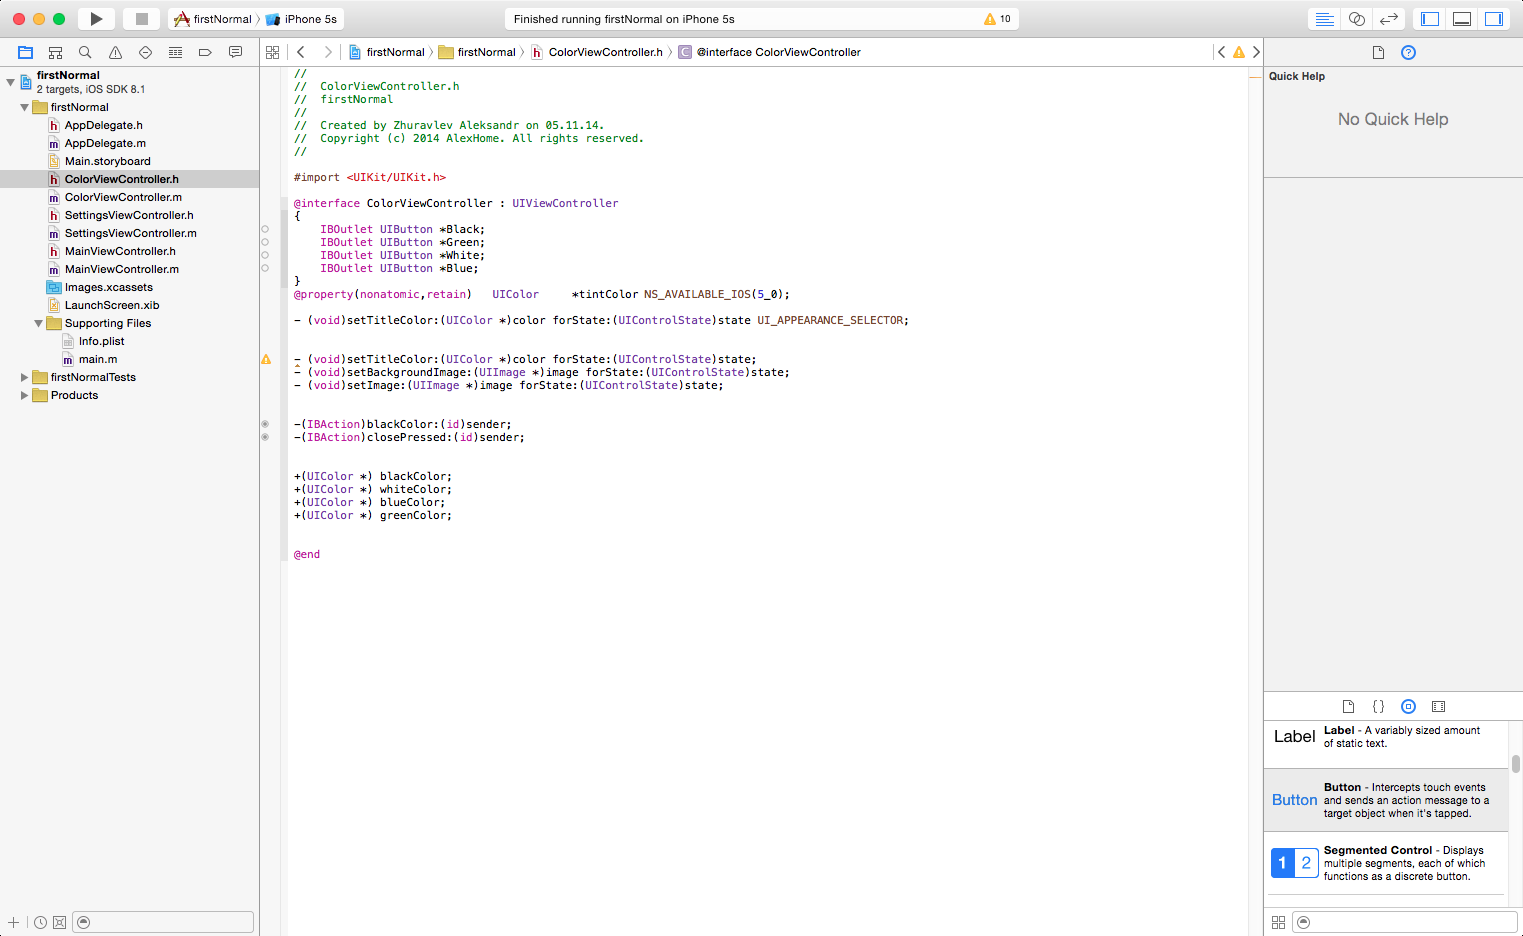 firstNormal
iPhone 5s
Finished running firstNormal on iPhone 5s
10
firstNormal
firstNormal
ColorViewController.h
@interface ColorViewController
firstNormal
2 targets, iOS SDK 8.1
firstNormal
AppDelegate.h
AppDelegate.m
Main.storyboard
ColorViewController.h
ColorViewController.m
SettingsViewController.h
SettingsViewController.m
MainViewController.h
MainViewController.m
Images.xcassets
LaunchScreen.xib
Supporting Files
Info.plist
main.m
firstNormalTests
Products
//
//  ColorViewController.h
//  firstNormal
//
//  Created by Zhuravlev Aleksandr on 05.11.14.
//  Copyright (c) 2014 AlexHome. All rights reserved.
//
#import <UIKit/UIKit.h>
@interface ColorViewController : UIViewController
{
    IBOutlet UIButton *Black;
    IBOutlet UIButton *Green;
    IBOutlet UIButton *White;
    IBOutlet UIButton *Blue;
}
@property(nonatomic,retain)   UIColor     *tintColor NS_AVAILABLE_IOS(5_0);
- (void)setTitleColor:(UIColor *)color forState:(UIControlState)state UI_APPEARANCE_SELECTOR;
- (void)setTitleColor:(UIColor *)color forState:(UIControlState)state;
- (void)setBackgroundImage:(UIImage *)image forState:(UIControlState)state;
- (void)setImage:(UIImage *)image forState:(UIControlState)state;
-(IBAction)blackColor:(id)sender;
-(IBAction)closePressed:(id)sender;
+(UIColor *) blackColor;
+(UIColor *) whiteColor;
+(UIColor *) blueColor;
+(UIColor *) greenColor;
@end
Quick Help
No Quick Help
Label
Label - A variably sized amount
of static text.
Button
Button - Intercepts touch events
and sends an action message to a
target object when it's tapped.
1 2
Segmented Control - Displays
multiple segments, each of which
functions as a discrete button.